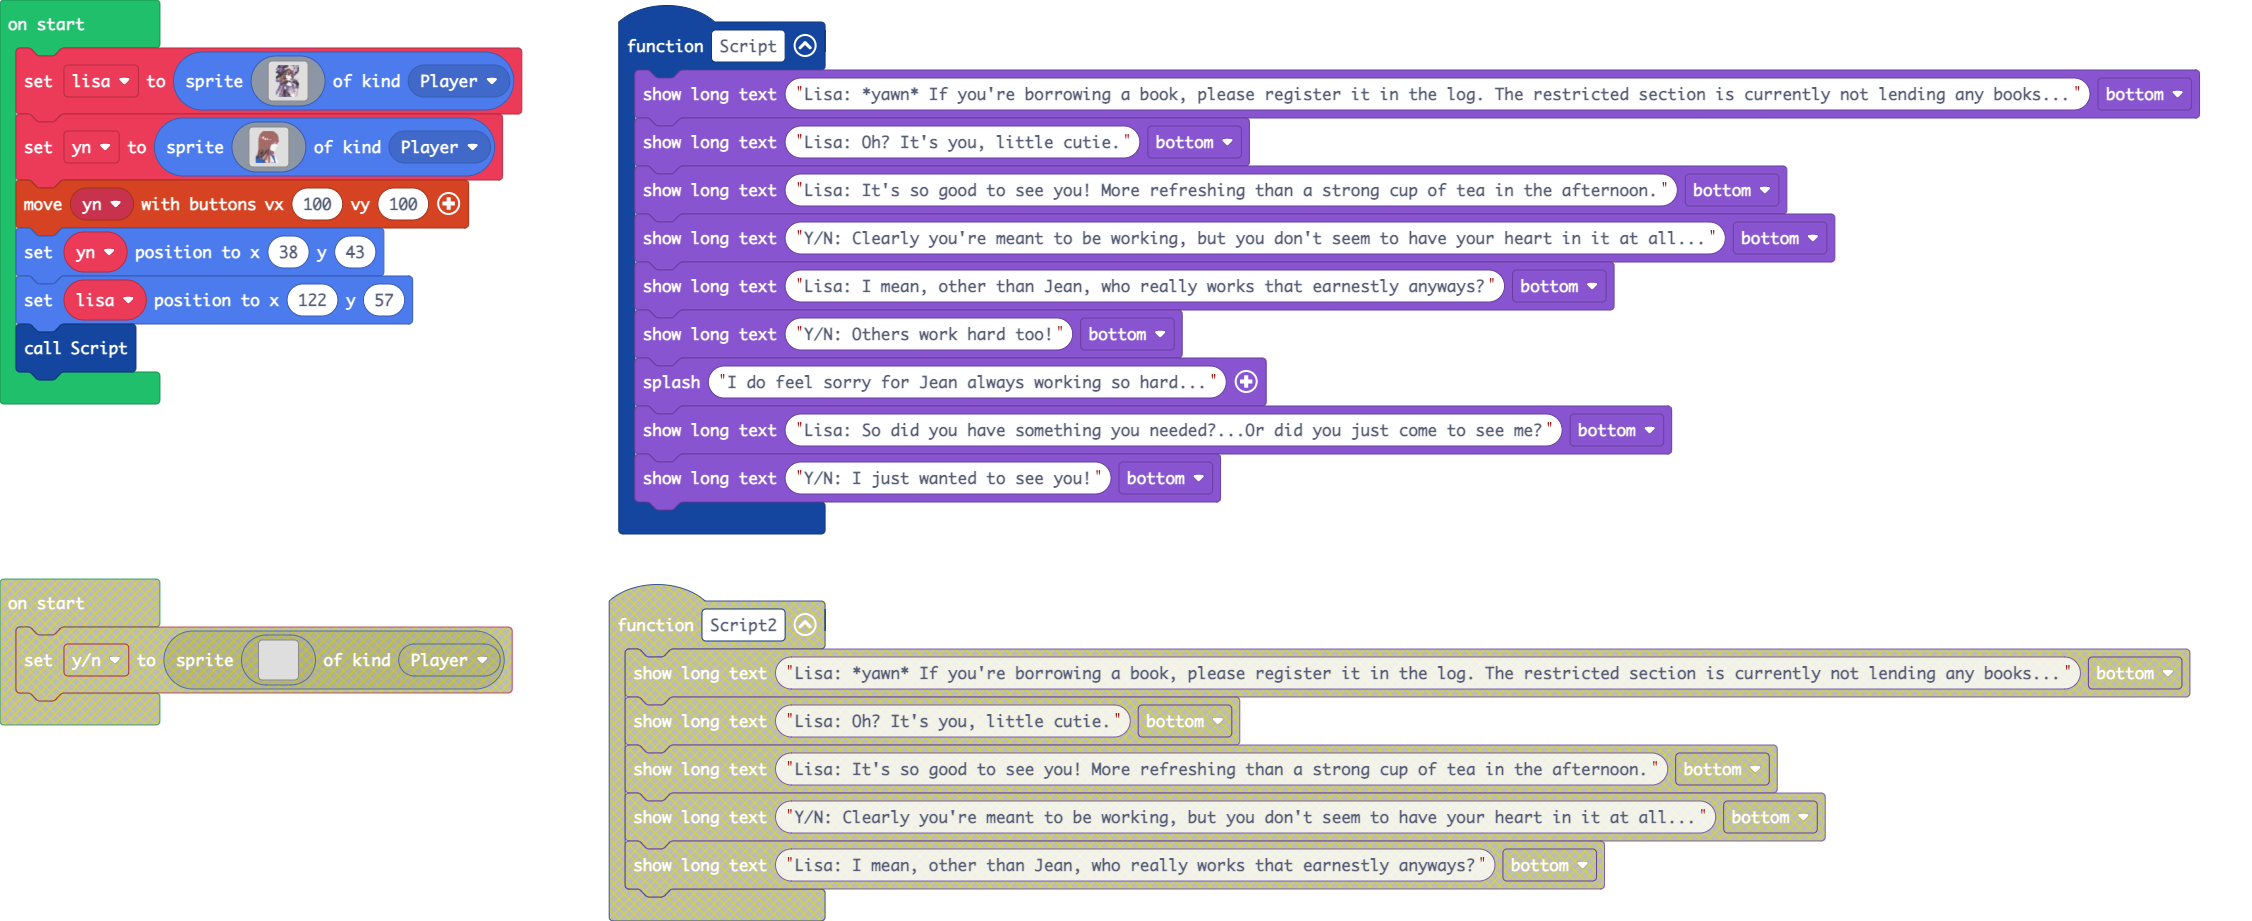 on start
set lisa to sprite of kind Player
set yn to sprite of kind Player
move yn with buttons vx 100 vy 100
set yn position to x 38 y 43
set lisa position to x 122 y 57
call Script
function Script
show long text "Lisa: *yawn* If you're borrowing a book, please register it in the log. The restricted section is currently not lending any books..." bottom
show long text "Lisa: Oh? It's you, little cutie." bottom
show long text "Lisa: It's so good to see you! More refreshing than a strong cup of tea in the afternoon." bottom
show long text "Y/N: Clearly you're meant to be working, but you don't seem to have your heart in it at all..." bottom
show long text "Lisa: I mean, other than Jean, who really works that earnestly anyways?" bottom
show long text "Y/N: Others work hard too!" bottom
splash "I do feel sorry for Jean always working so hard..."
show long text "Lisa: So did you have something you needed?...Or did you just come to see me?" bottom
show long text "Y/N: I just wanted to see you!" bottom
on start
set y/n to sprite of kind Player
function Script2
show long text "Lisa: *yawn* If you're borrowing a book, please register it in the log. The restricted section is currently not lending any books..." bottom
show long text "Lisa: Oh? It's you, little cutie." bottom
show long text "Lisa: It's so good to see you! More refreshing than a strong cup of tea in the afternoon." bottom
show long text "Y/N: Clearly you're meant to be working, but you don't seem to have your heart in it at all..." bottom
show long text "Lisa: I mean, other than Jean, who really works that earnestly anyways?" bottom